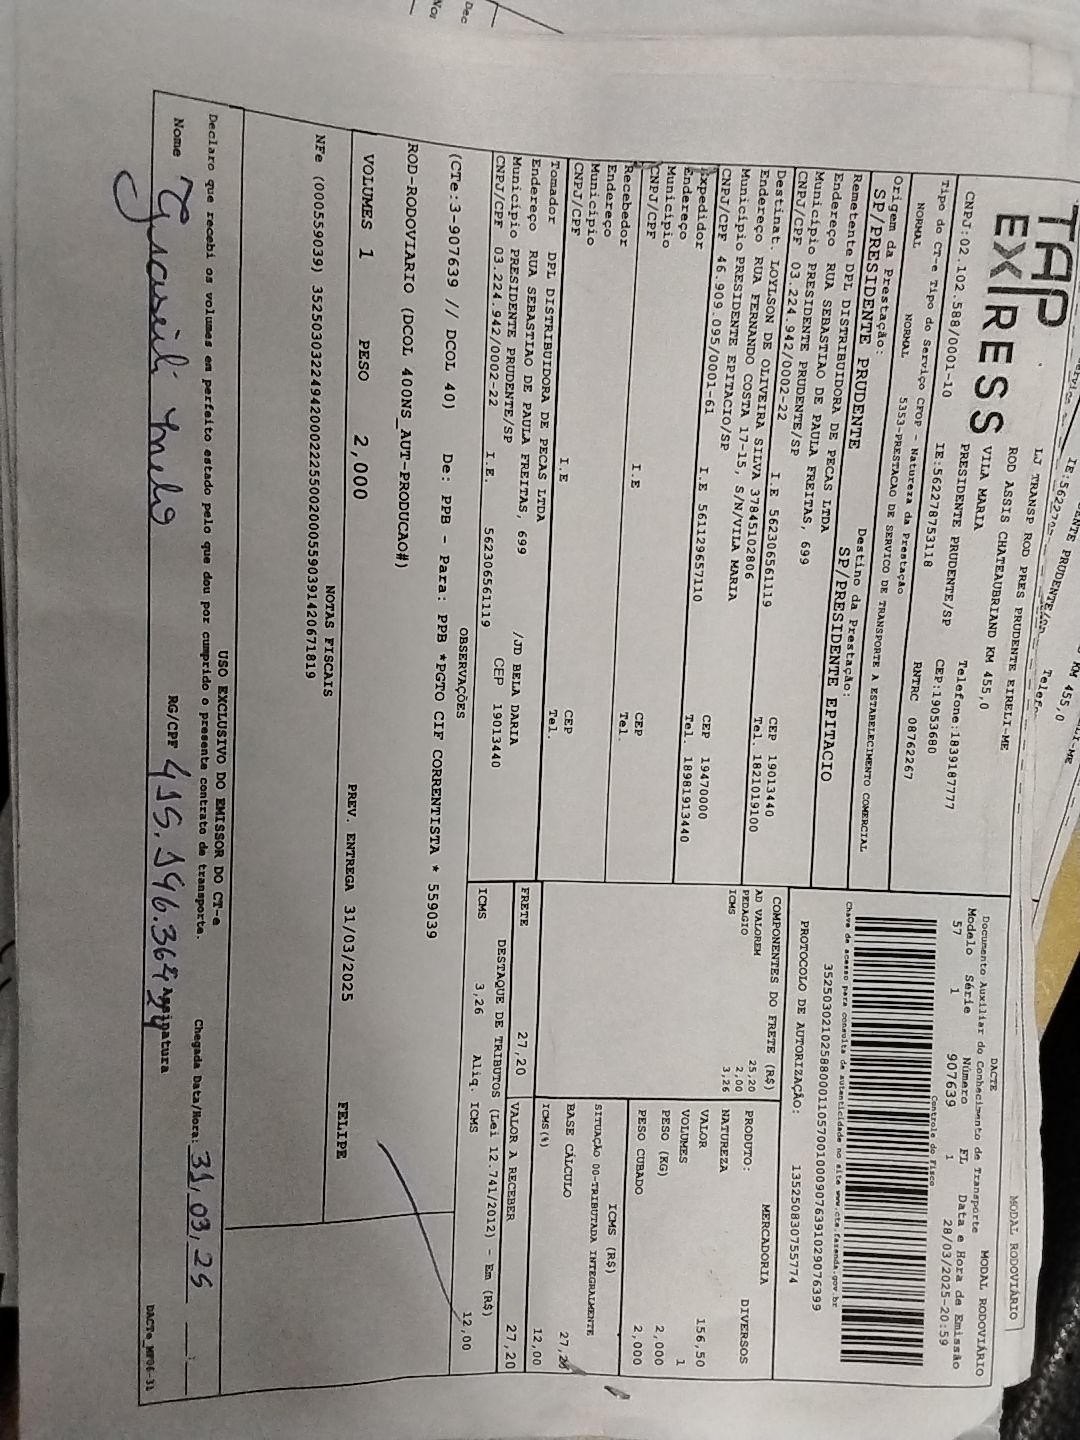 TAP
EXPRESS
LJ TRANSP ROD PRES PRUDENTE EIRELI-ME
ROD ASSIS CHATEAUBRIAND KM 455,0
VILA MARIA
PRESIDENTE PRUDENTE/SP Telefone:1839187777
CNPJ:02.102.588/0001-10 IE:562278753118 CEP:19053680
MODAL RODOVIÁRIO
DACTE MODAL RODOVIÁRIO
Documento Auxiliar do Conhecimento de Transporte
Modelo Série Número FL Data e Hora de Emissão
57 1 907639 1 28/03/2025-20:59
Controle do Fisco
Chave de acesso para consulta de autenticidade no site www.cte.fazenda.gov.br
35250302102588000110570010009076391029076399
PROTOCOLO DE AUTORIZAÇÃO: 135250830755774
Tipo do CT-e Tipo do Serviço CFOP - Natureza da Prestação RNTRC 08762267
NORMAL NORMAL 5353-PRESTACAO DE SERVICO DE TRANSPORTE A ESTABELECIMENTO COMERCIAL
Origem da Prestação: Destino da Prestação:
SP/PRESIDENTE PRUDENTE SP/PRESIDENTE EPITACIO
Remetente DPL DISTRIBUIDORA DE PECAS LTDA
Endereço RUA SEBASTIAO DE PAULA FREITAS, 699
Município PRESIDENTE PRUDENTE/SP CEP 19013440
CNPJ/CPF 03.224.942/0002-22 I.E 562306561119 Tel. 1821019100
Destinat. LOYLSON DE OLIVEIRA SILVA 37845102806
Endereço RUA FERNANDO COSTA 17-15, S/N/VILA MARIA
Município PRESIDENTE EPITACIO/SP CEP 19470000
CNPJ/CPF 46.909.095/0001-61 I.E 561129657110 Tel. 18981913440
Expedidor
Endereço
Município CEP
CNPJ/CPF I.E Tel.
Recebedor
Endereço
Município CEP
CNPJ/CPF I.E Tel.
Tomador DPL DISTRIBUIDORA DE PECAS LTDA
Endereço RUA SEBASTIAO DE PAULA FREITAS, 699 /JD BELA DARIA
Município PRESIDENTE PRUDENTE/SP CEP 19013440
CNPJ/CPF 03.224.942/0002-22 I.E. 562306561119
COMPONENTES DO FRETE (R$)
AD VALOREM 25,20
PEDAGIO 2,00
ICMS 3,26
FRETE 27,20
PRODUTO: MERCADORIA
NATUREZA DIVERSOS
VALOR 156,50
VOLUMES 1
PESO (KG) 2,000
PESO CUBADO 2,000
ICMS (R$)
SITUAÇÃO 00-TRIBUTADA INTEGRALMENTE
BASE CÁLCULO 27,20
ICMS(%) 12,00
VALOR A RECEBER 27,20
DESTAQUE DE TRIBUTOS (Lei 12.741/2012) - Em (R$)
ICMS 3,26 Aliq. ICMS 12,00
OBSERVAÇÕES
(CTe:3-907639 // DCOL 40) De: PPB - Para: PPB *PGTO CIF CORRENTISTA * 559039
ROD-RODOVIARIO (DCOL 400NS_AUT-PRODUCAO#)
VOLUMES 1 PESO 2,000 PREV. ENTREGA 31/03/2025 FELIPE
NOTAS FISCAIS
NFe (000559039) 35250303224942000222550020005590391420671819
USO EXCLUSIVO DO EMISSOR DO CT-e
Declaro que recebi os volumes em perfeito estado pelo que dou por cumprido o presente contrato de transporte.
Nome RG/CPF Assinatura Chegada Data/Hora: 31,03,25 :
DACTe_MP06-31